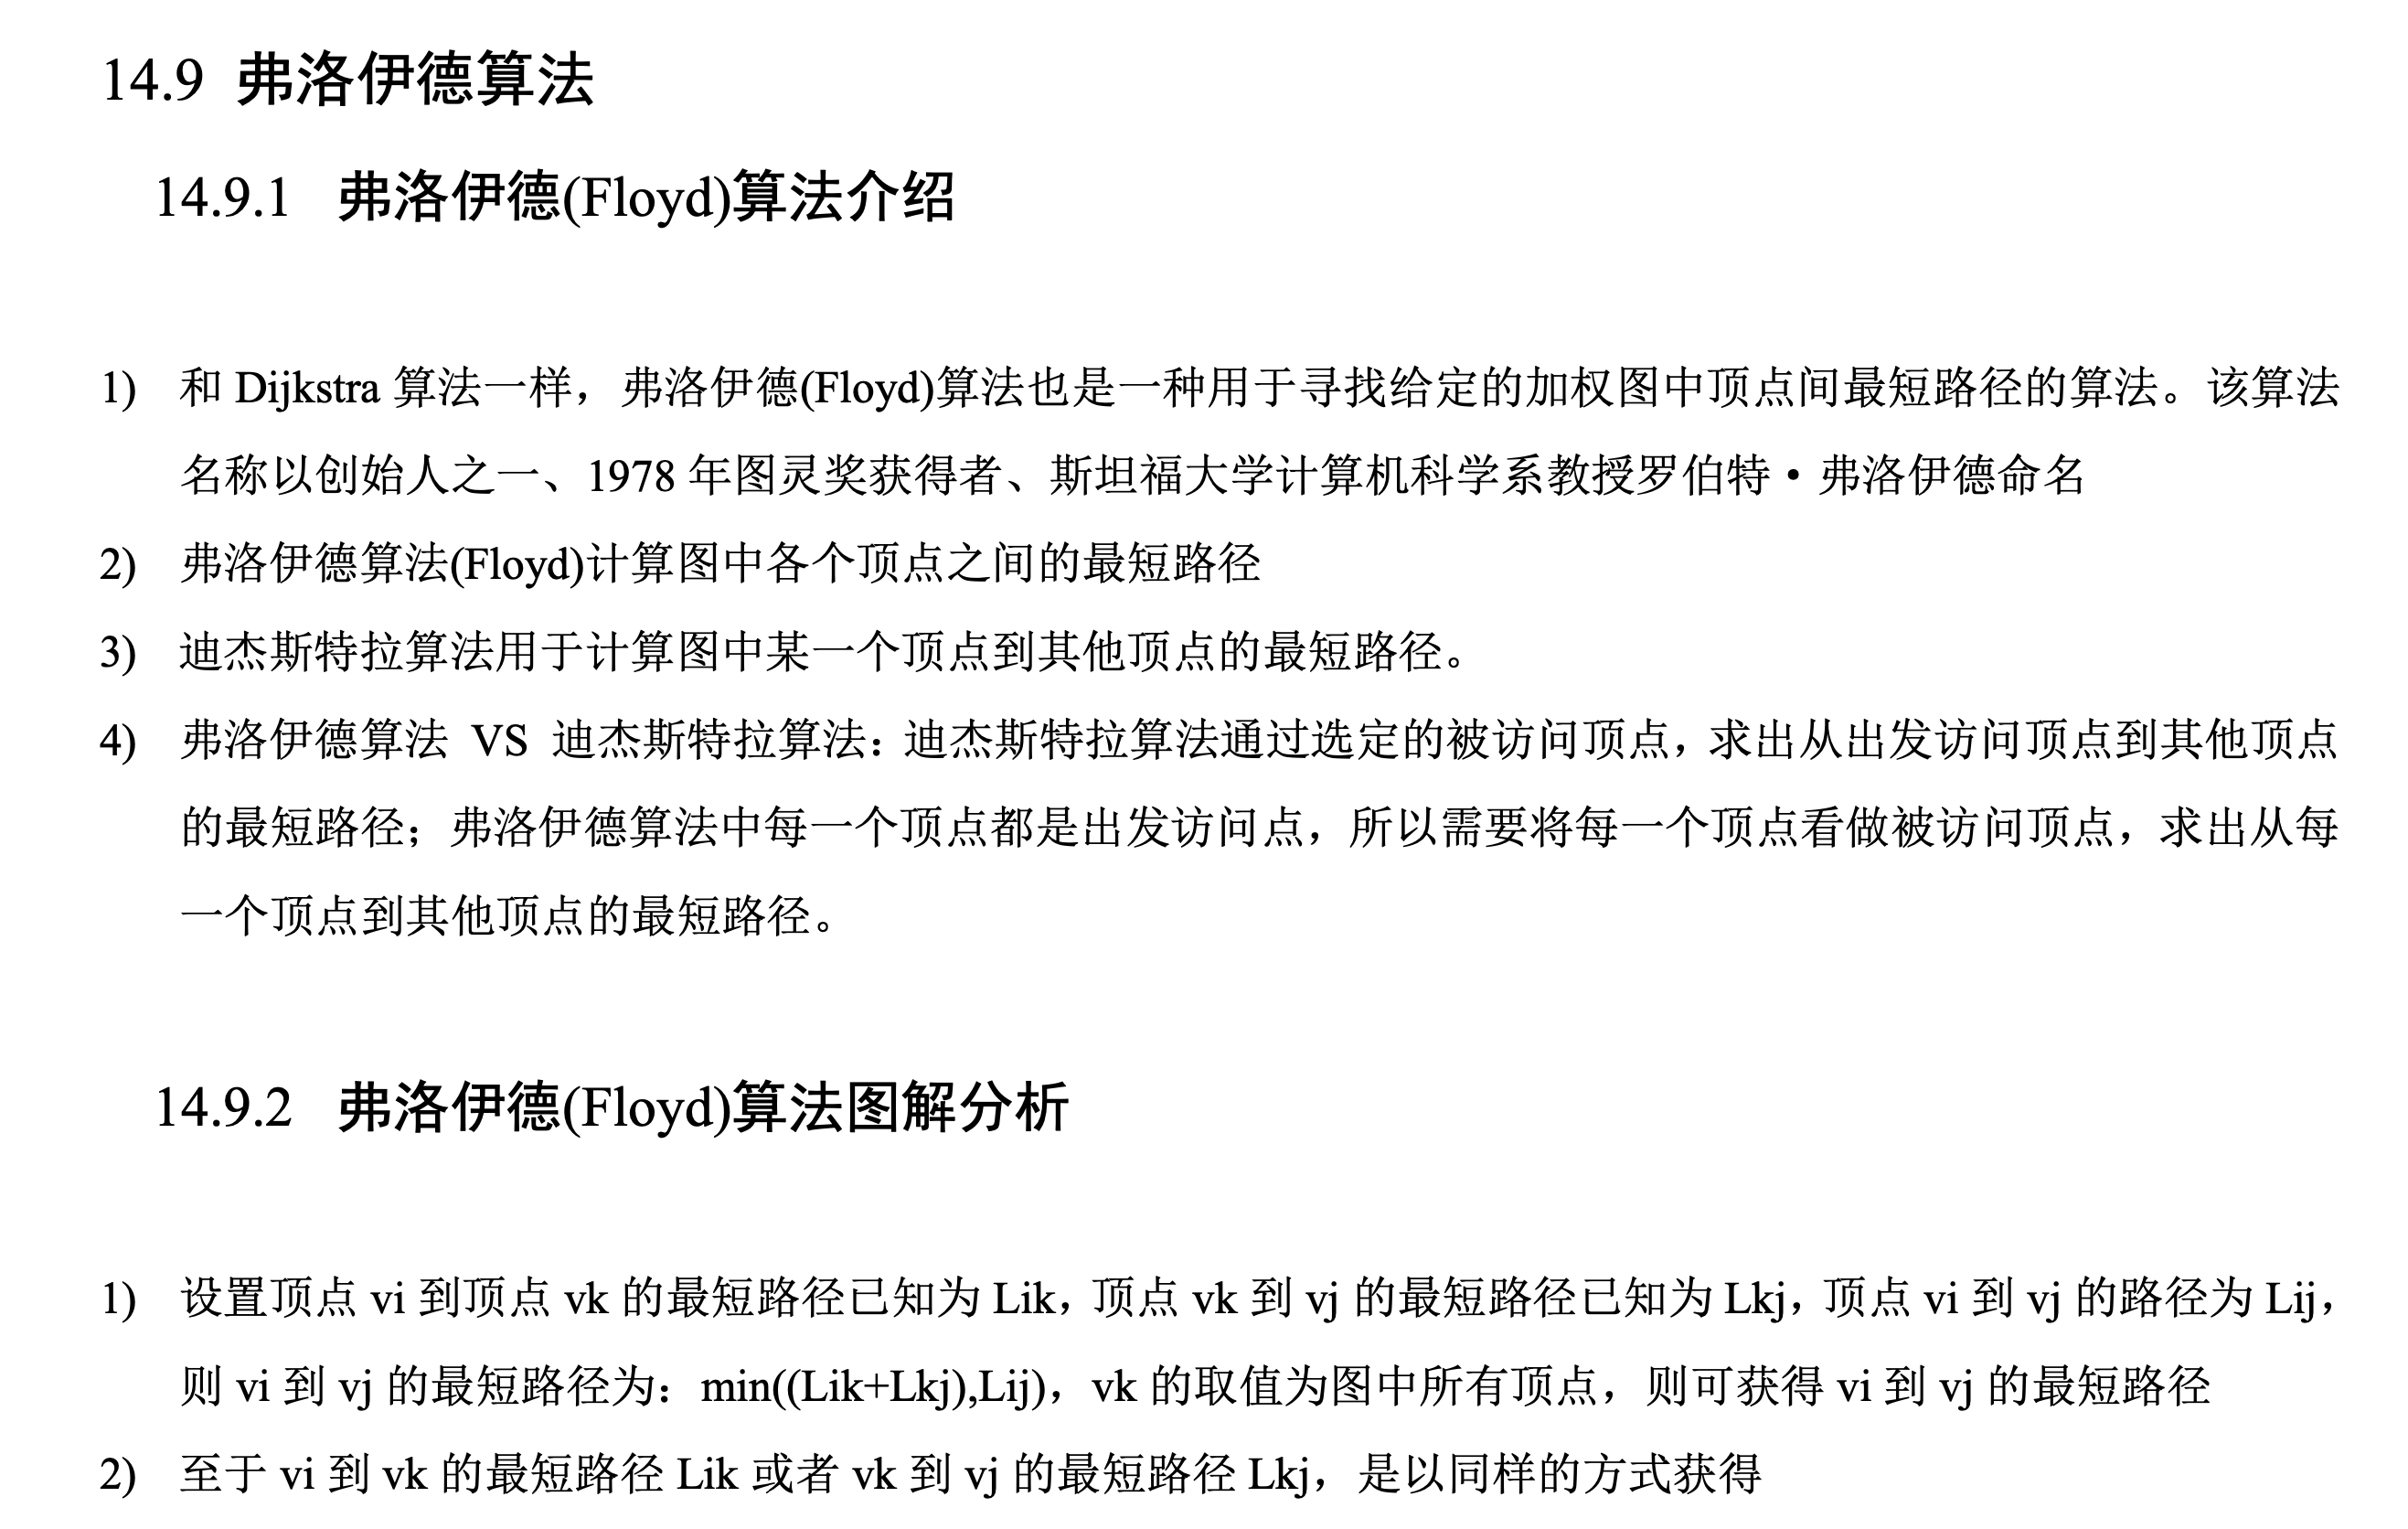 14.9 弗洛伊德算法
14.9.1 弗洛伊德(Floyd)算法介绍
1) 和 Dijkstra 算法一样，弗洛伊德(Floyd)算法也是一种用于寻找给定的加权图中顶点间最短路径的算法。该算法
名称以创始人之一、1978 年图灵奖获得者、斯坦福大学计算机科学系教授罗伯特·弗洛伊德命名
2) 弗洛伊德算法(Floyd)计算图中各个顶点之间的最短路径
3) 迪杰斯特拉算法用于计算图中某一个顶点到其他顶点的最短路径。
4) 弗洛伊德算法 VS 迪杰斯特拉算法：迪杰斯特拉算法通过选定的被访问顶点，求出从出发访问顶点到其他顶点
的最短路径；弗洛伊德算法中每一个顶点都是出发访问点，所以需要将每一个顶点看做被访问顶点，求出从每
一个顶点到其他顶点的最短路径。
14.9.2 弗洛伊德(Floyd)算法图解分析
1) 设置顶点 vi 到顶点 vk 的最短路径已知为 Lik，顶点 vk 到 vj 的最短路径已知为 Lkj，顶点 vi 到 vj 的路径为 Lij，
则 vi 到 vj 的最短路径为：min((Lik+Lkj),Lij)，vk 的取值为图中所有顶点，则可获得 vi 到 vj 的最短路径
2) 至于 vi 到 vk 的最短路径 Lik 或者 vk 到 vj 的最短路径 Lkj，是以同样的方式获得